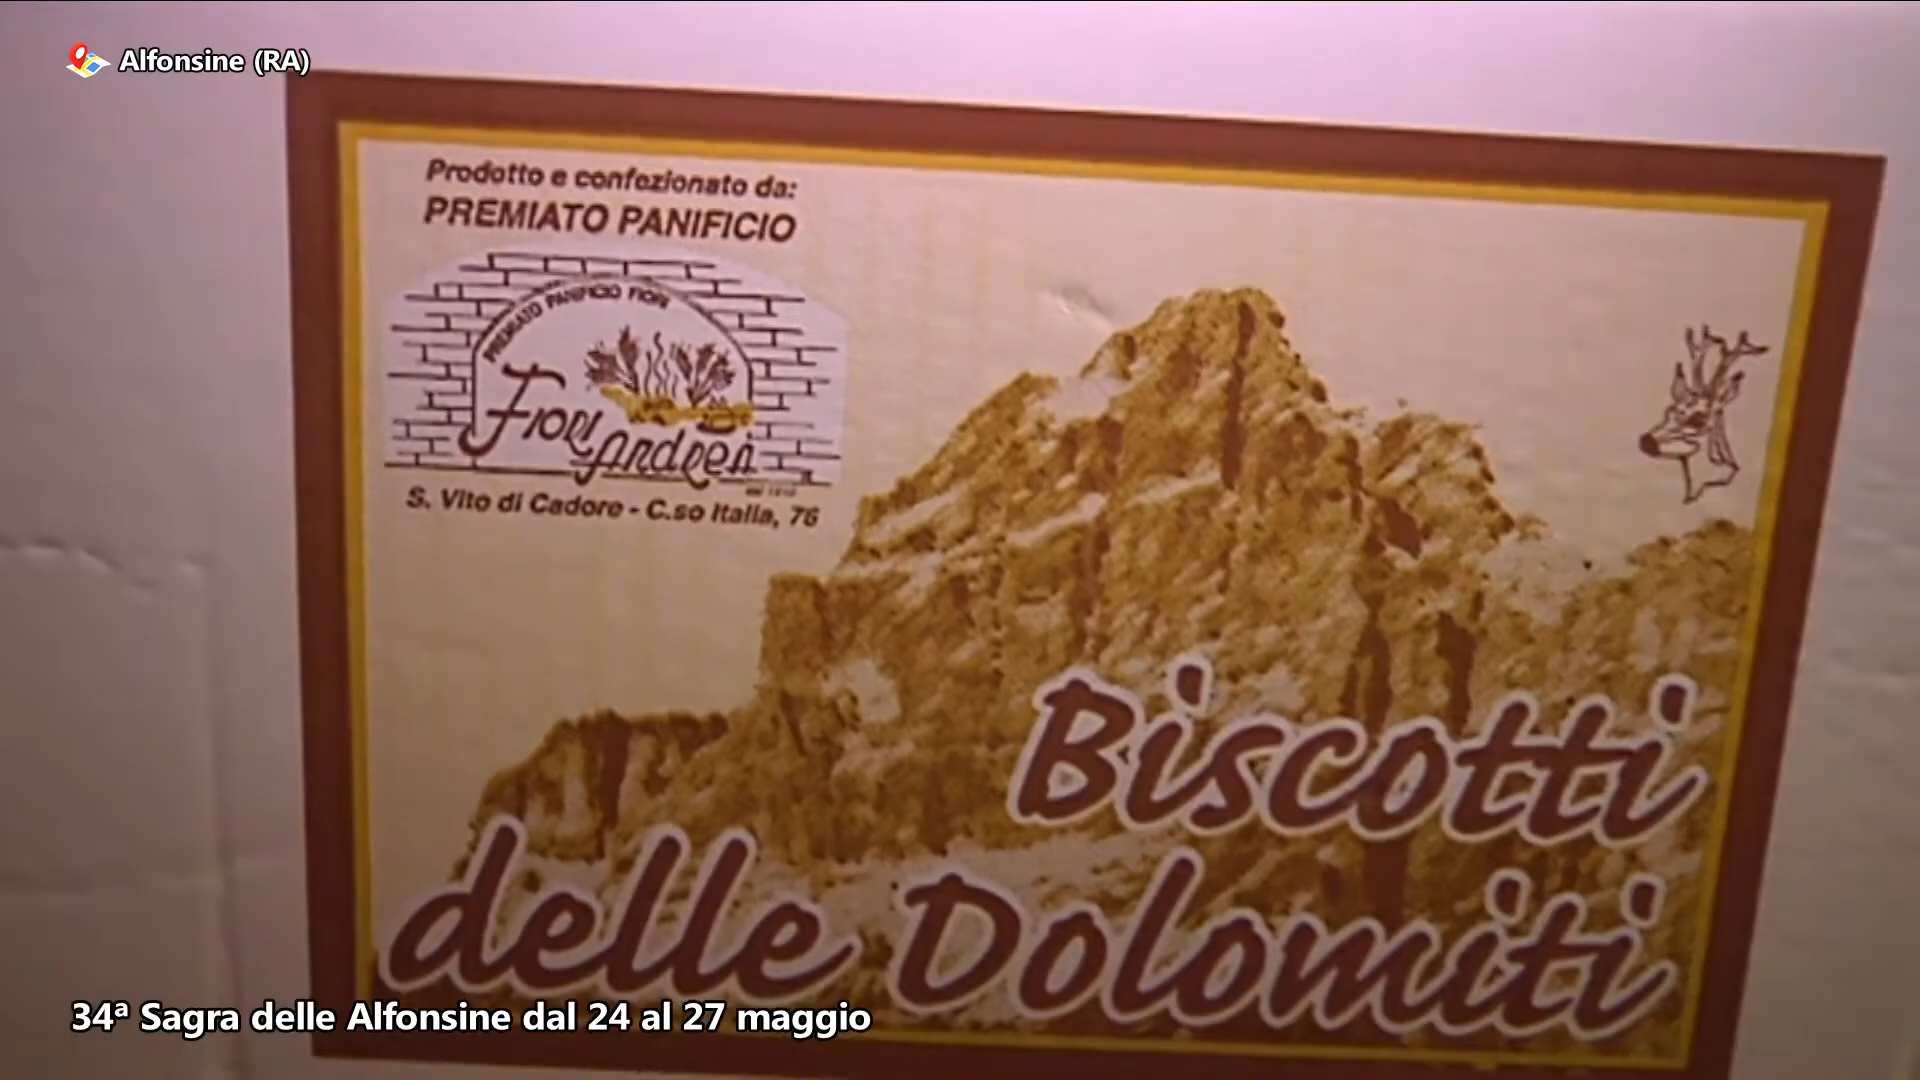 Alfonsine (RA)
Prodotto e confezionato da:
PREMIATO PANIFICIO
PREMIATO PANIFICIO FIORI
Fiori
Andrea
S. Vito di Cadore - C.so Italia, 76
Biscotti
delle Dolomiti
34ª Sagra delle Alfonsine dal 24 al 27 maggio